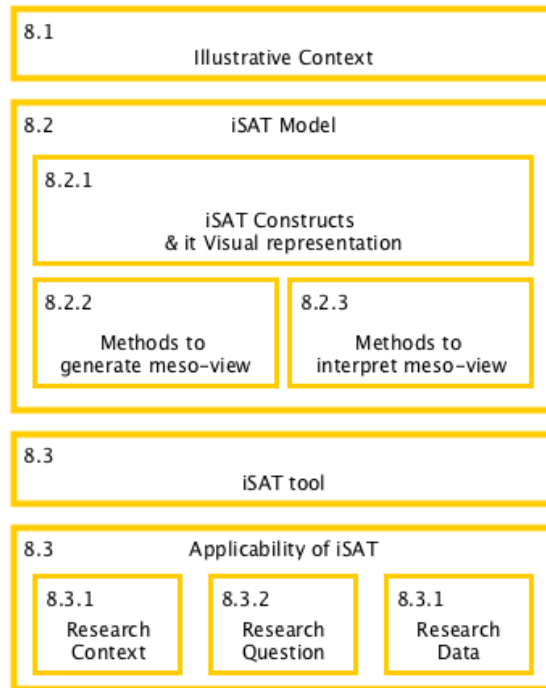 8.1
Illustrative Context
8.2
iSAT Model
8.2.1
iSAT Constructs
& it Visual representation
8.2.2
Methods to
generate meso-view
8.2.3
Methods to
interpret meso-view
8.3
iSAT tool
8.3
Applicability of iSAT
8.3.1
Research
Context
8.3.2
Research
Question
8.3.1
Research
Data